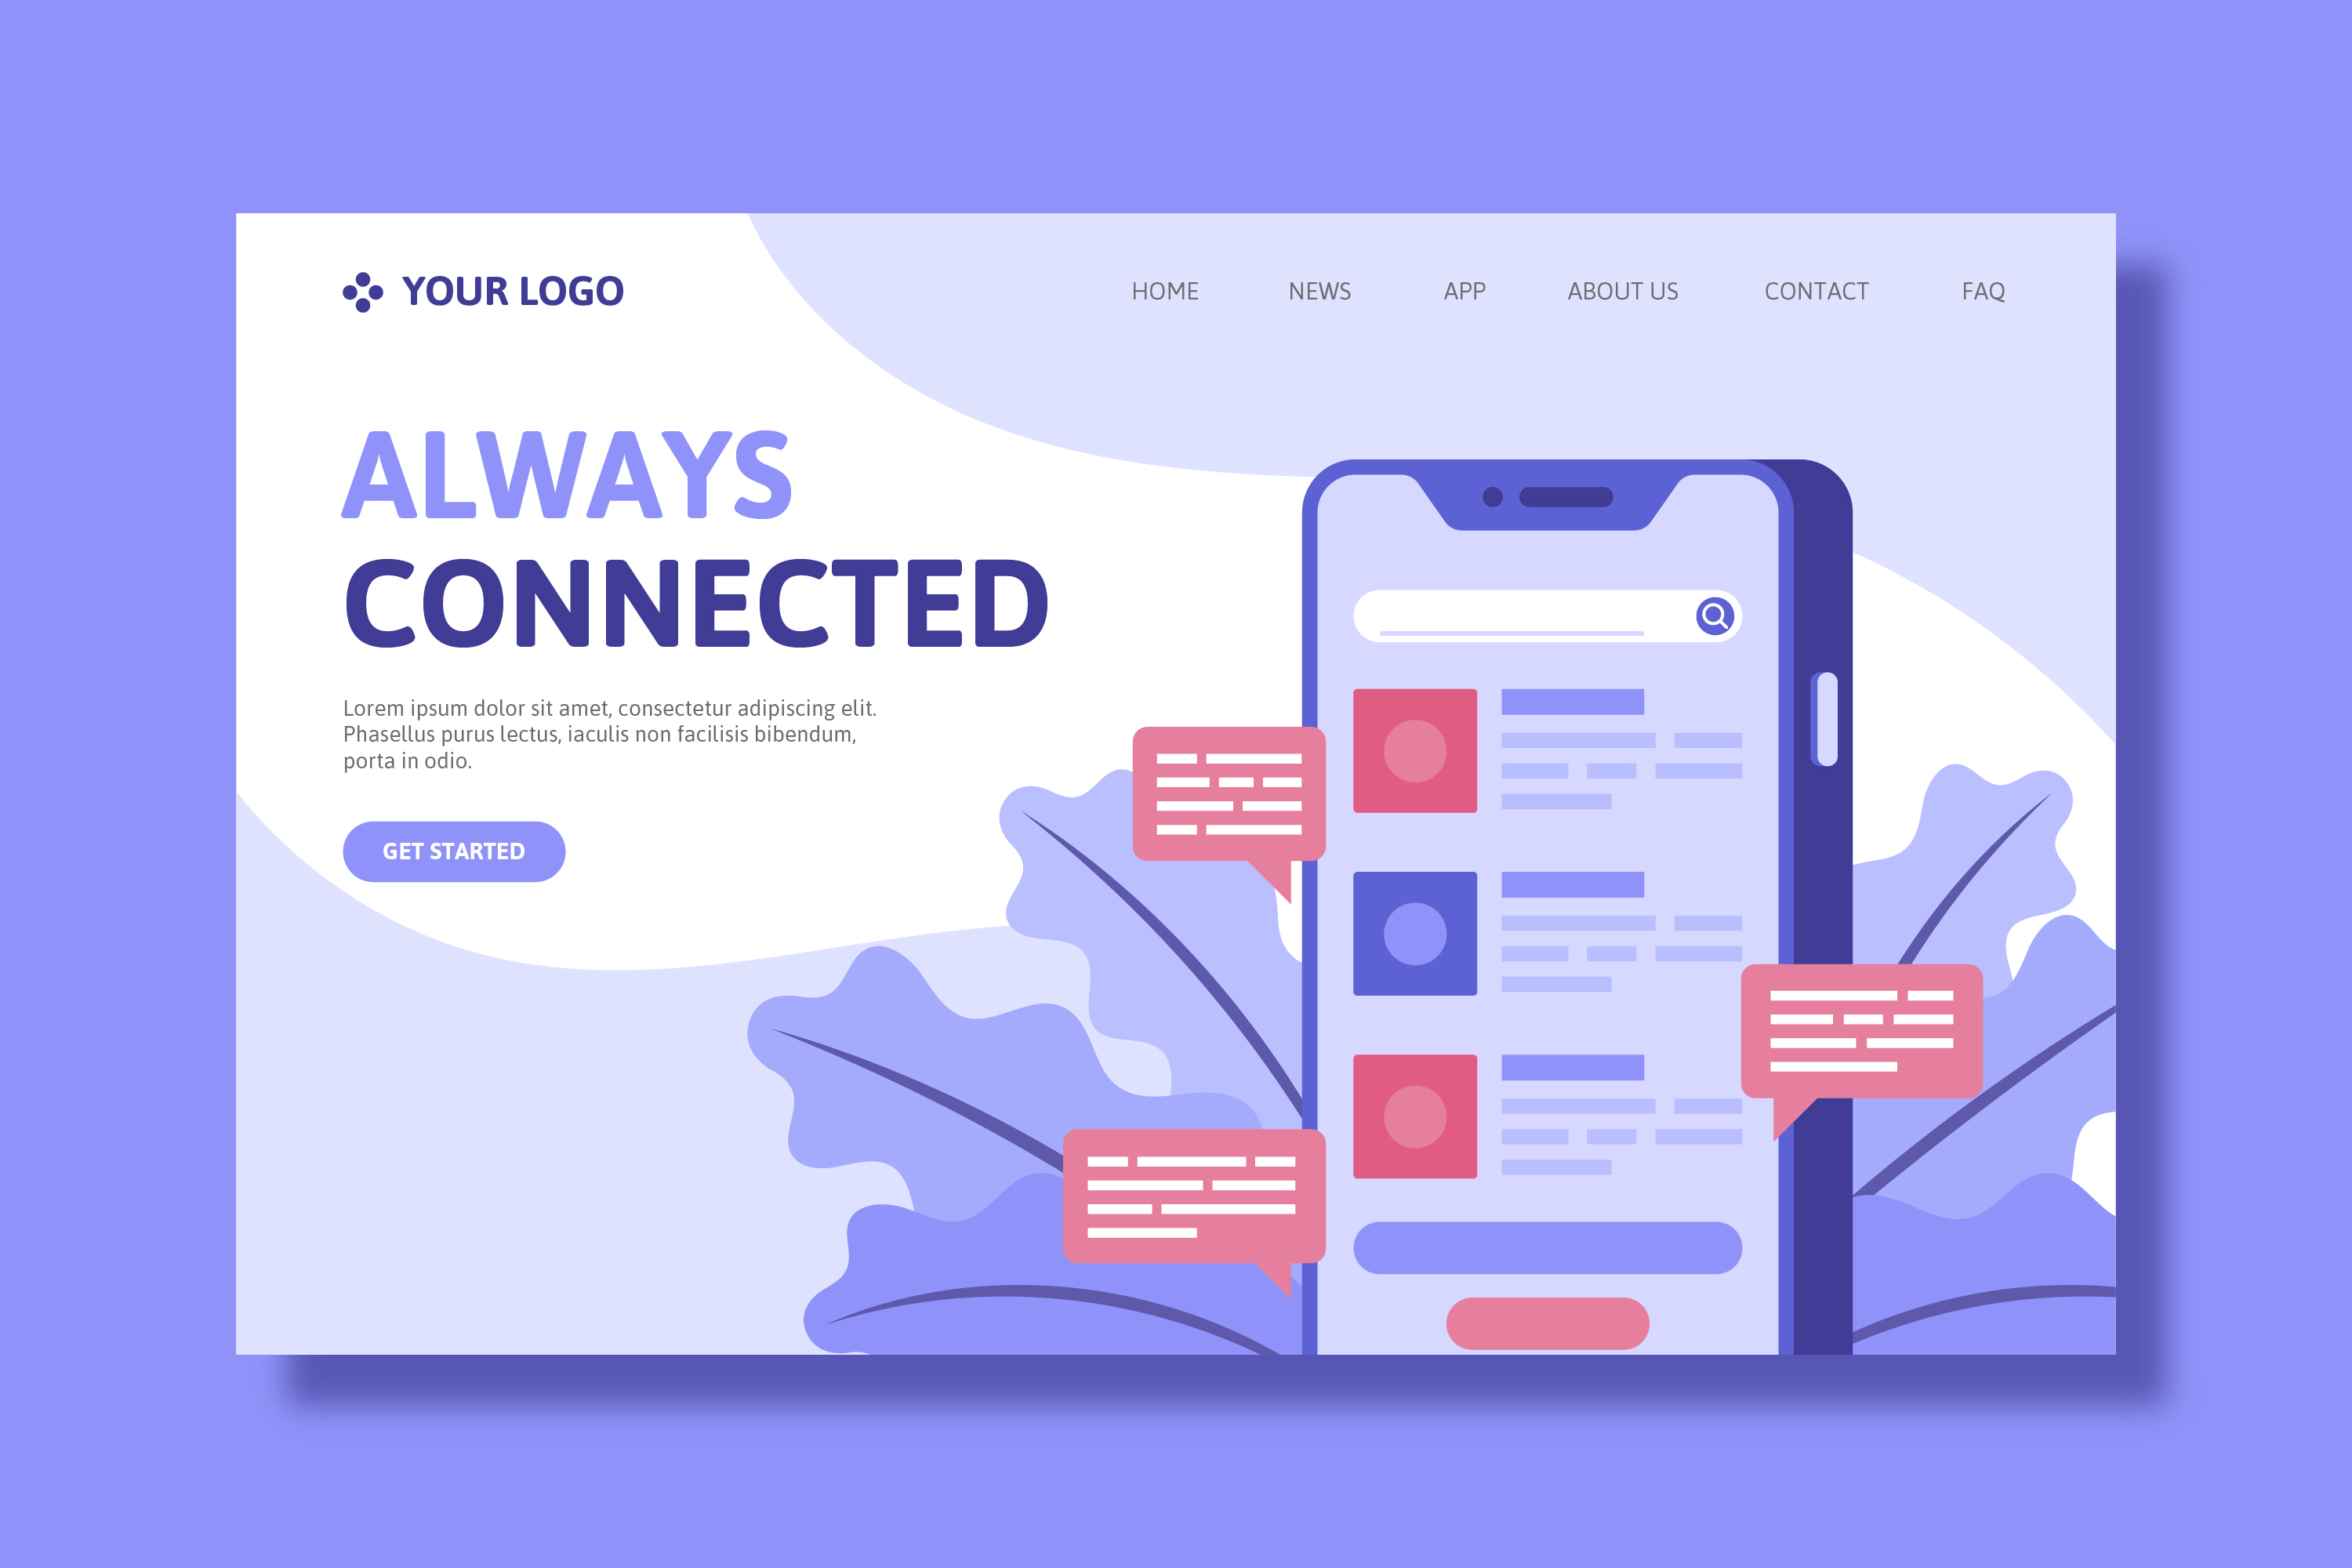 YOUR LOGO
HOME NEWS APP ABOUT US CONTACT FAQ
ALWAYS
CONNECTED
Lorem ipsum dolor sit amet, consectetur adipiscing elit.
Phasellus purus lectus, iaculis non facilisis bibendum,
porta in odio.
GET STARTED